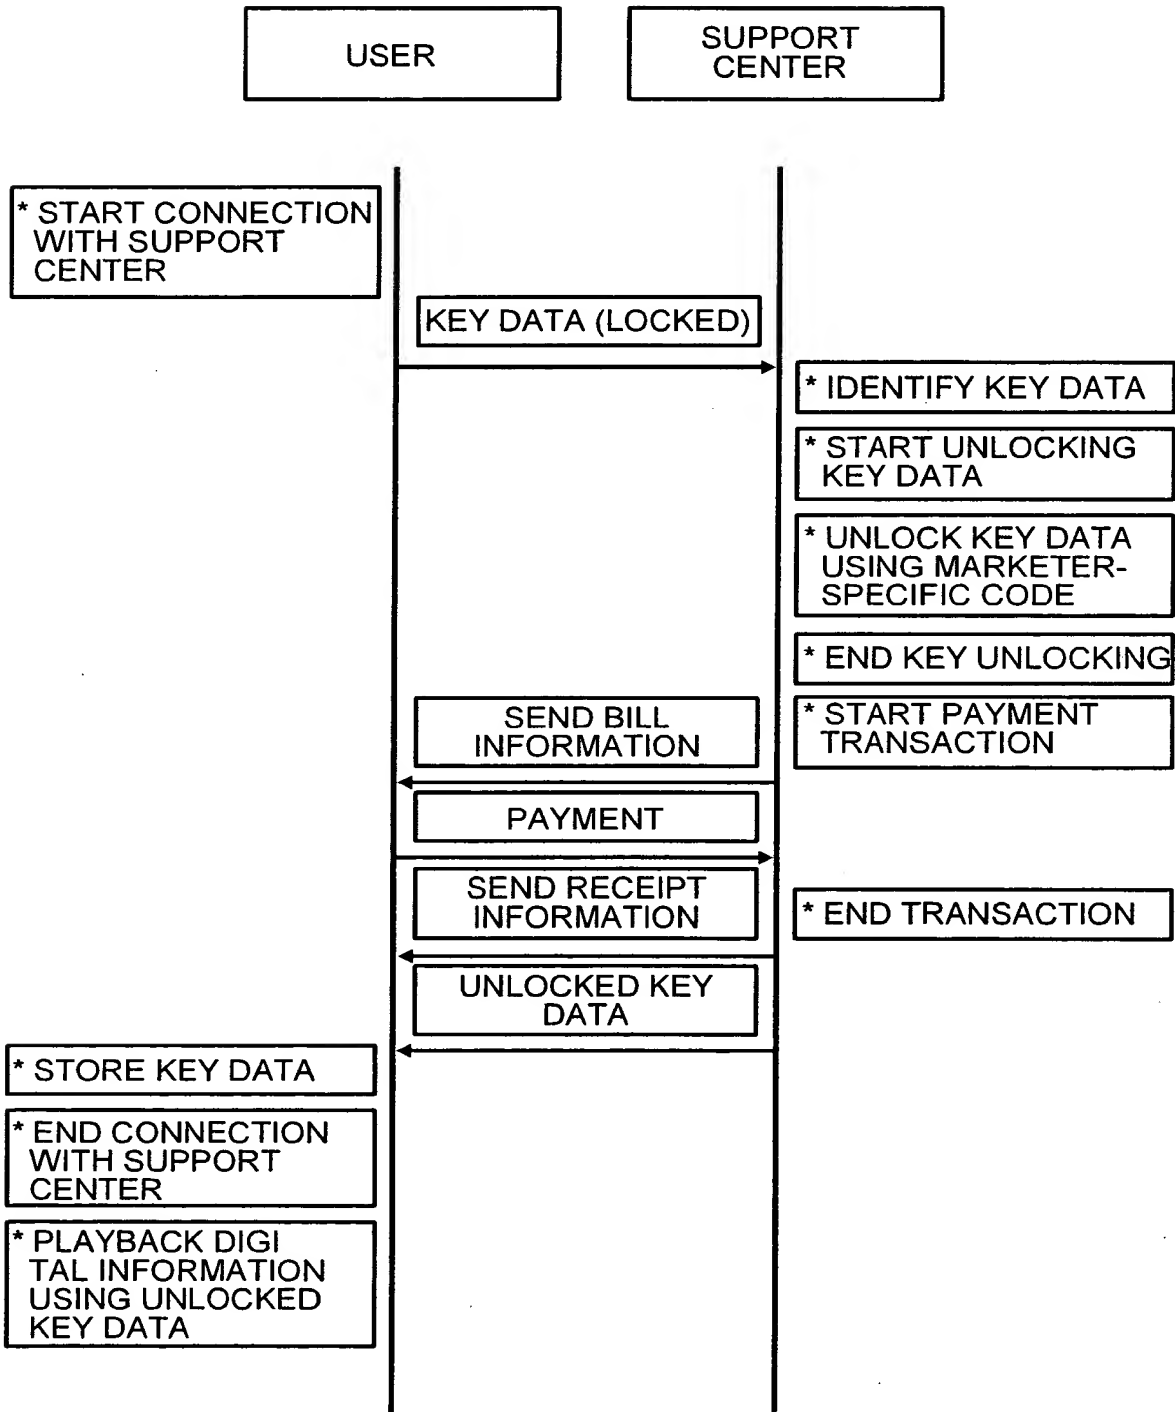 USER
SUPPORT
CENTER
* START CONNECTION
WITH SUPPORT
CENTER
KEY DATA (LOCKED)
* IDENTIFY KEY DATA
* START UNLOCKING
KEY DATA
* UNLOCK KEY DATA
USING MARKETER-
SPECIFIC CODE
* END KEY UNLOCKING
SEND BILL
INFORMATION
* START PAYMENT
TRANSACTION
PAYMENT
SEND RECEIPT
INFORMATION
* END TRANSACTION
UNLOCKED KEY
DATA
* STORE KEY DATA
* END CONNECTION
WITH SUPPORT
CENTER
* PLAYBACK DIGI
TAL INFORMATION
USING UNLOCKED
KEY DATA